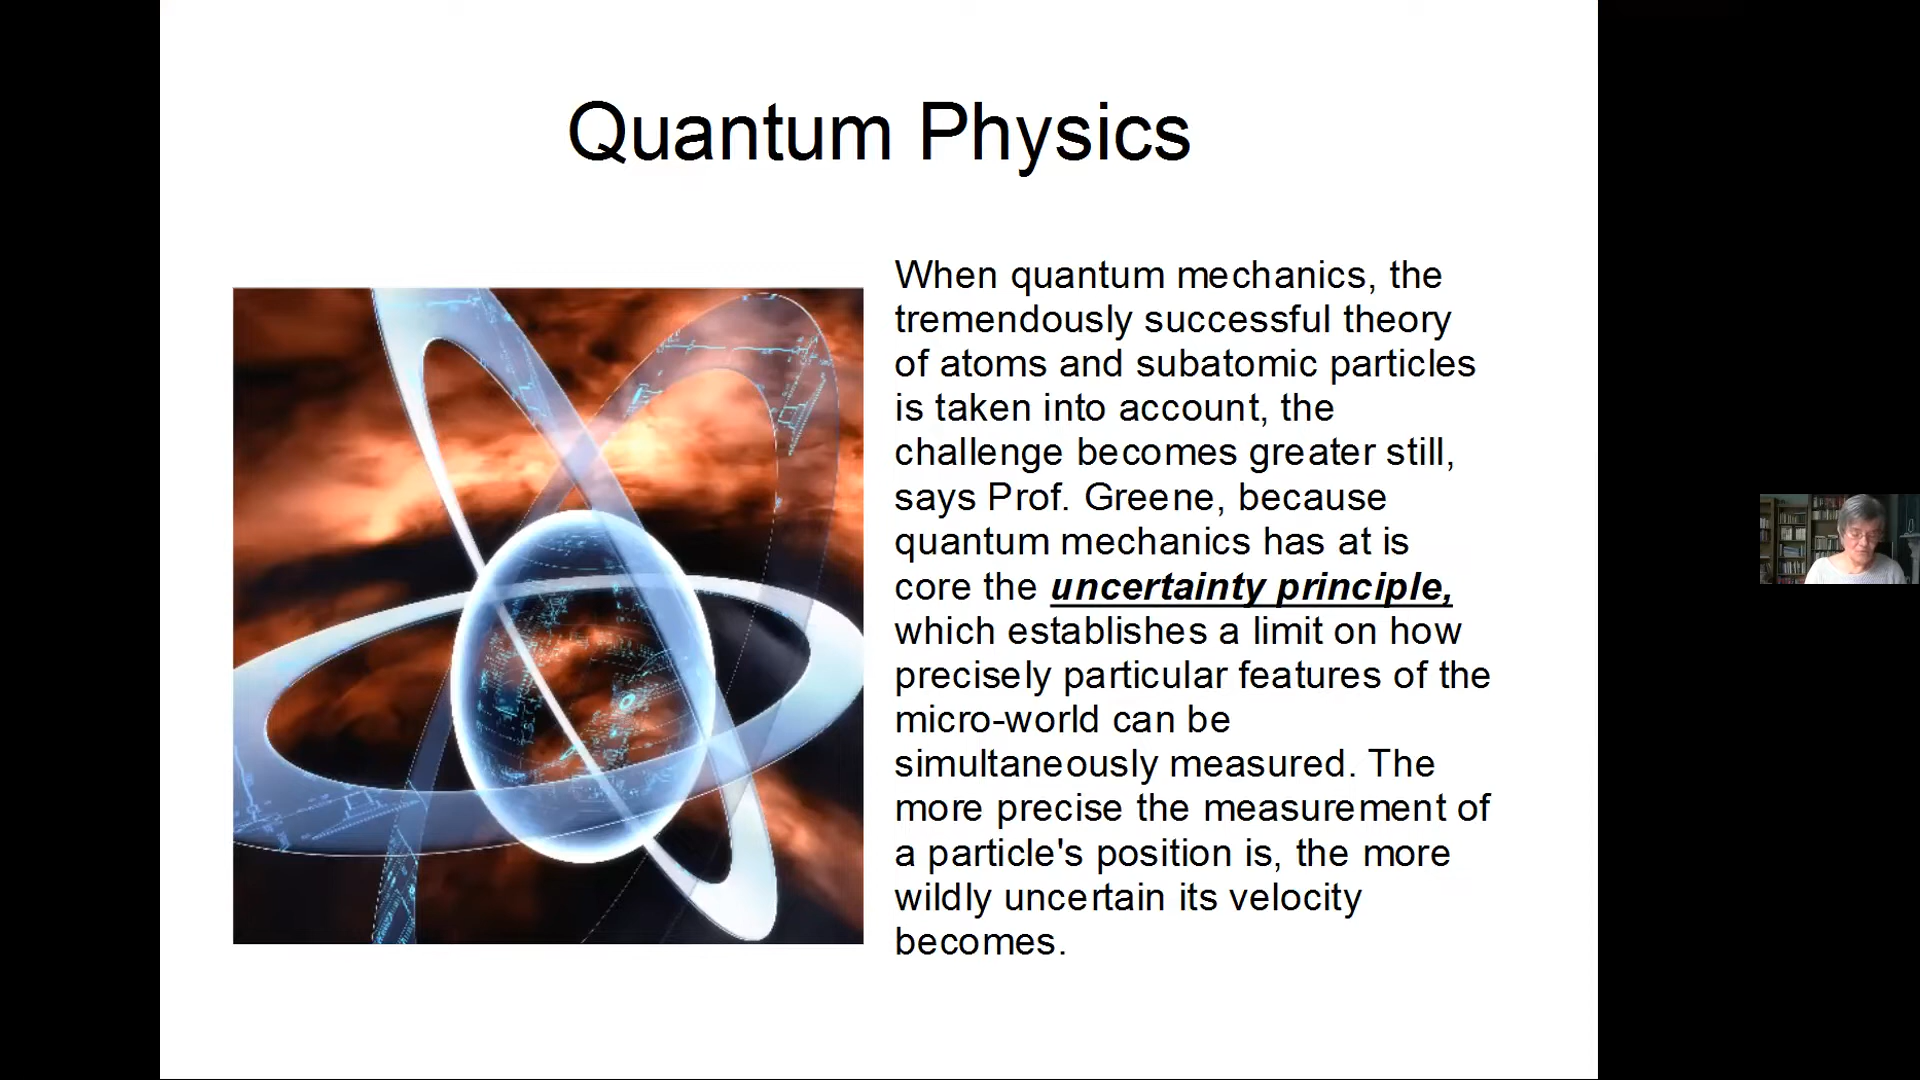 Quantum Physics
When quantum mechanics, the
tremendously successful theory
of atoms and subatomic particles
is taken into account, the
challenge becomes greater still,
says Prof. Greene, because
quantum mechanics has at is
core the uncertainty principle,
which establishes a limit on how
precisely particular features of the
micro-world can be
simultaneously measured. The
more precise the measurement of
a particle's position is, the more
wildly uncertain its velocity
becomes.